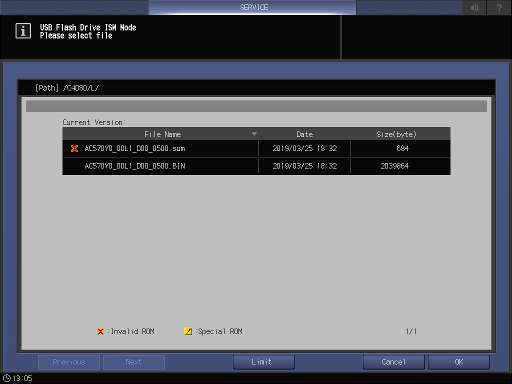 SERVICE
?
i
USB Flash Drive ISW Mode
Please select file
[Path] /C4080/L/
Current Version:
File Name Date Size(byte)
AC570Y0_00L1_D00_0500.sum 2019/03/25 18:32 684
AC570Y0_00L1_D00_0500.BIN 2019/03/25 18:32 2039864
:Invalid ROM :Special ROM 1/1
Previous Next Limit Cancel OK
13:05